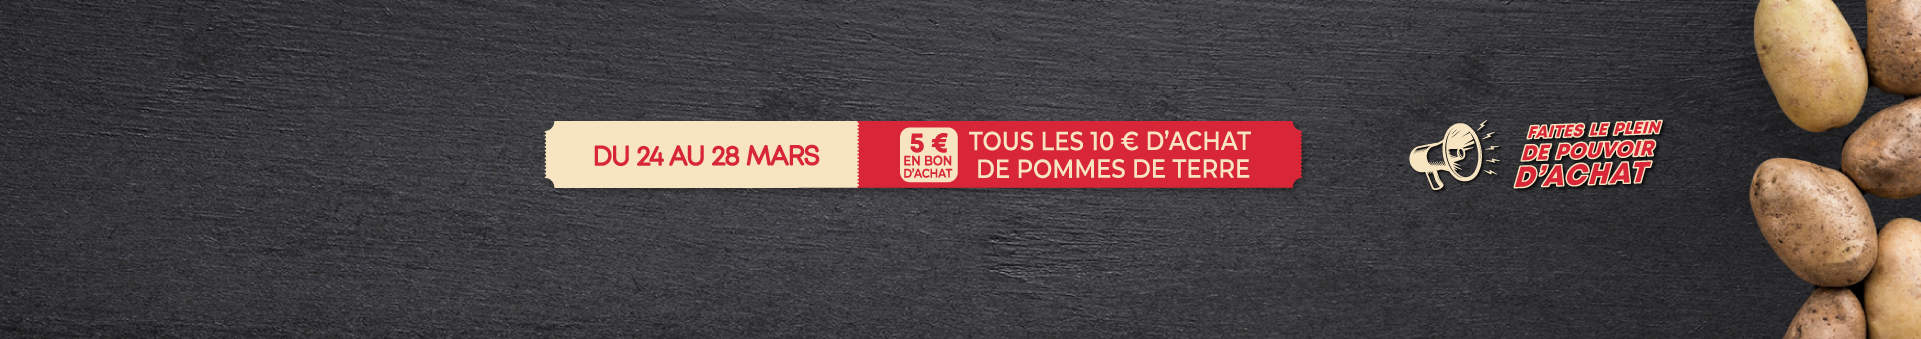 DU 24 AU 28 MARS
5 €
EN BON
D'ACHAT
TOUS LES 10 € D'ACHAT
DE POMMES DE TERRE
FAITES LE PLEIN
DE POUVOIR
D'ACHAT